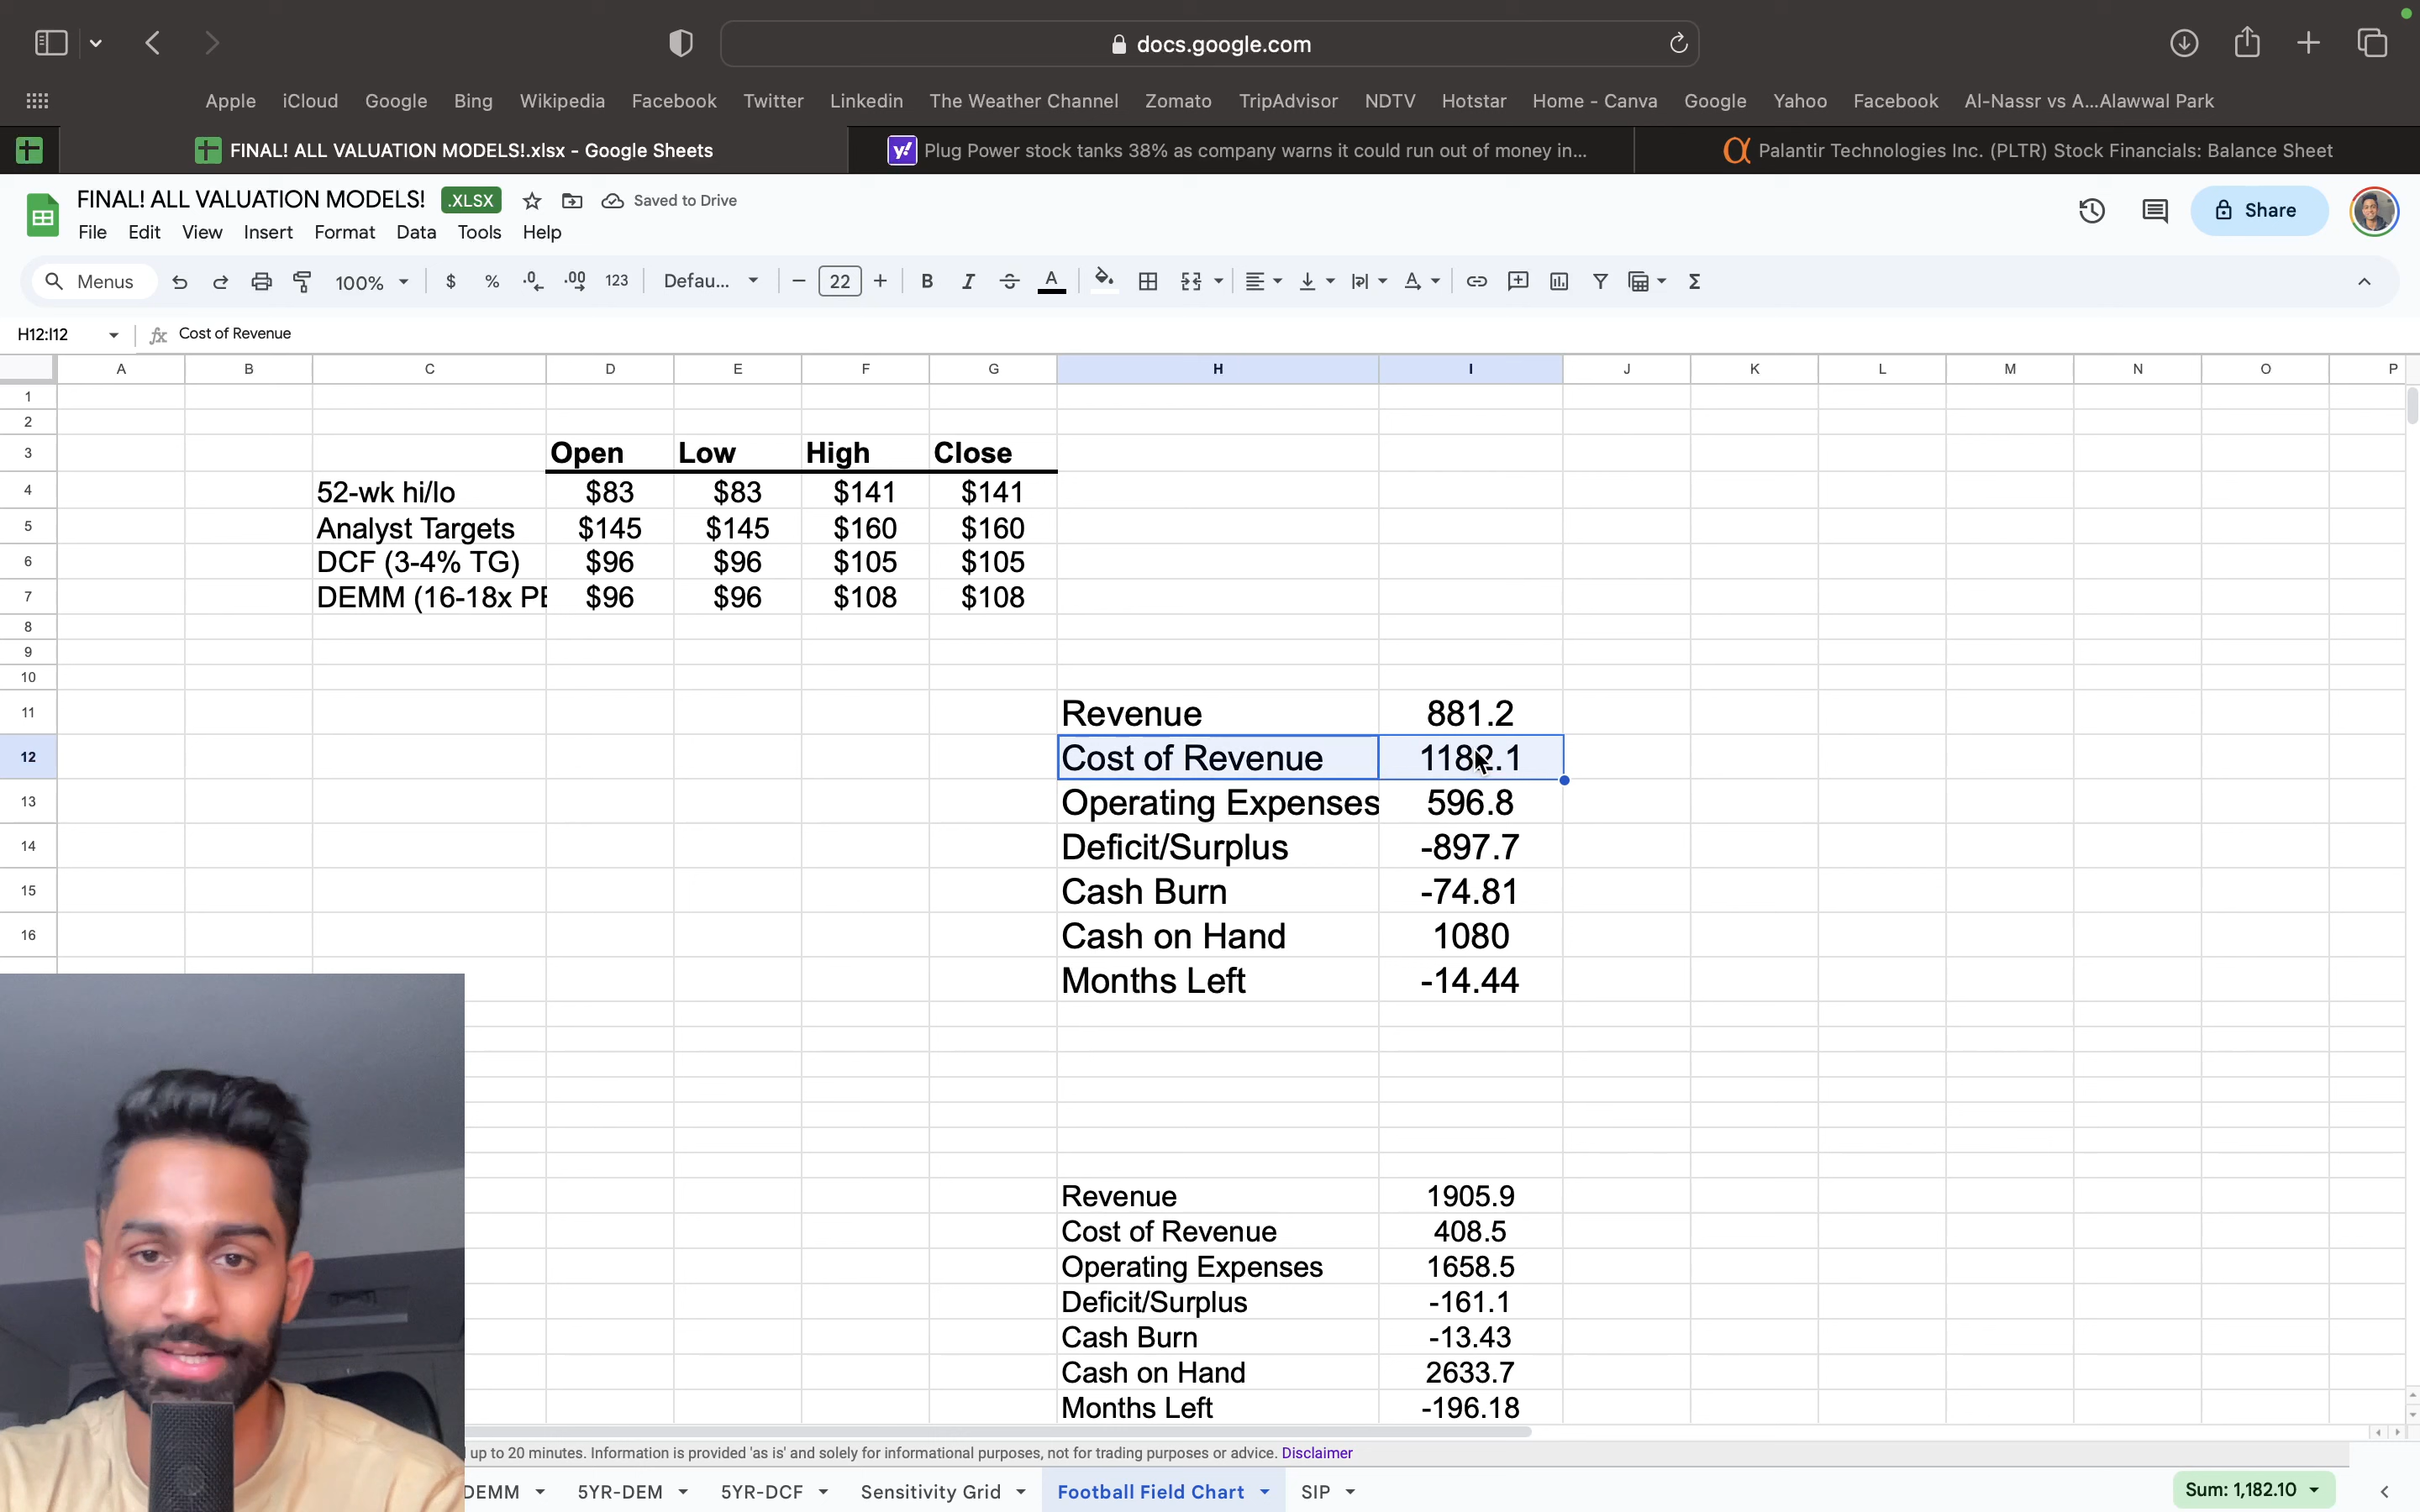 docs.google.com
Apple iCloud Google Bing Wikipedia Facebook Twitter Linkedin The Weather Channel Zomato TripAdvisor NDTV Hotstar Home - Canva Google Yahoo Facebook Al-Nassr vs A...Alawwal Park
FINAL! ALL VALUATION MODELS!.xlsx - Google Sheets
y! Plug Power stock tanks 38% as company warns it could run out of money in...
Palantir Technologies Inc. (PLTR) Stock Financials: Balance Sheet
FINAL! ALL VALUATION MODELS! .XLSX Saved to Drive
File Edit View Insert Format Data Tools Help
Share
Menus 100% $ % .0 .00 123 Defau... 22 B I A
H12:I12 fx Cost of Revenue
A B C D E F G H I J K L M N O P
1
2
3 Open Low High Close
4 52-wk hi/lo $83 $83 $141 $141
5 Analyst Targets $145 $145 $160 $160
6 DCF (3-4% TG) $96 $96 $105 $105
7 DEMM (16-18x PE $96 $96 $108 $108
8
9
10
11 Revenue 881.2
12 Cost of Revenue 1182.1
13 Operating Expenses 596.8
14 Deficit/Surplus -897.7
15 Cash Burn -74.81
16 Cash on Hand 1080
Months Left -14.44
Revenue 1905.9
Cost of Revenue 408.5
Operating Expenses 1658.5
Deficit/Surplus -161.1
Cash Burn -13.43
Cash on Hand 2633.7
Months Left -196.18
up to 20 minutes. Information is provided 'as is' and solely for informational purposes, not for trading purposes or advice. Disclaimer
DEMM 5YR-DEM 5YR-DCF Sensitivity Grid Football Field Chart SIP Sum: 1,182.10